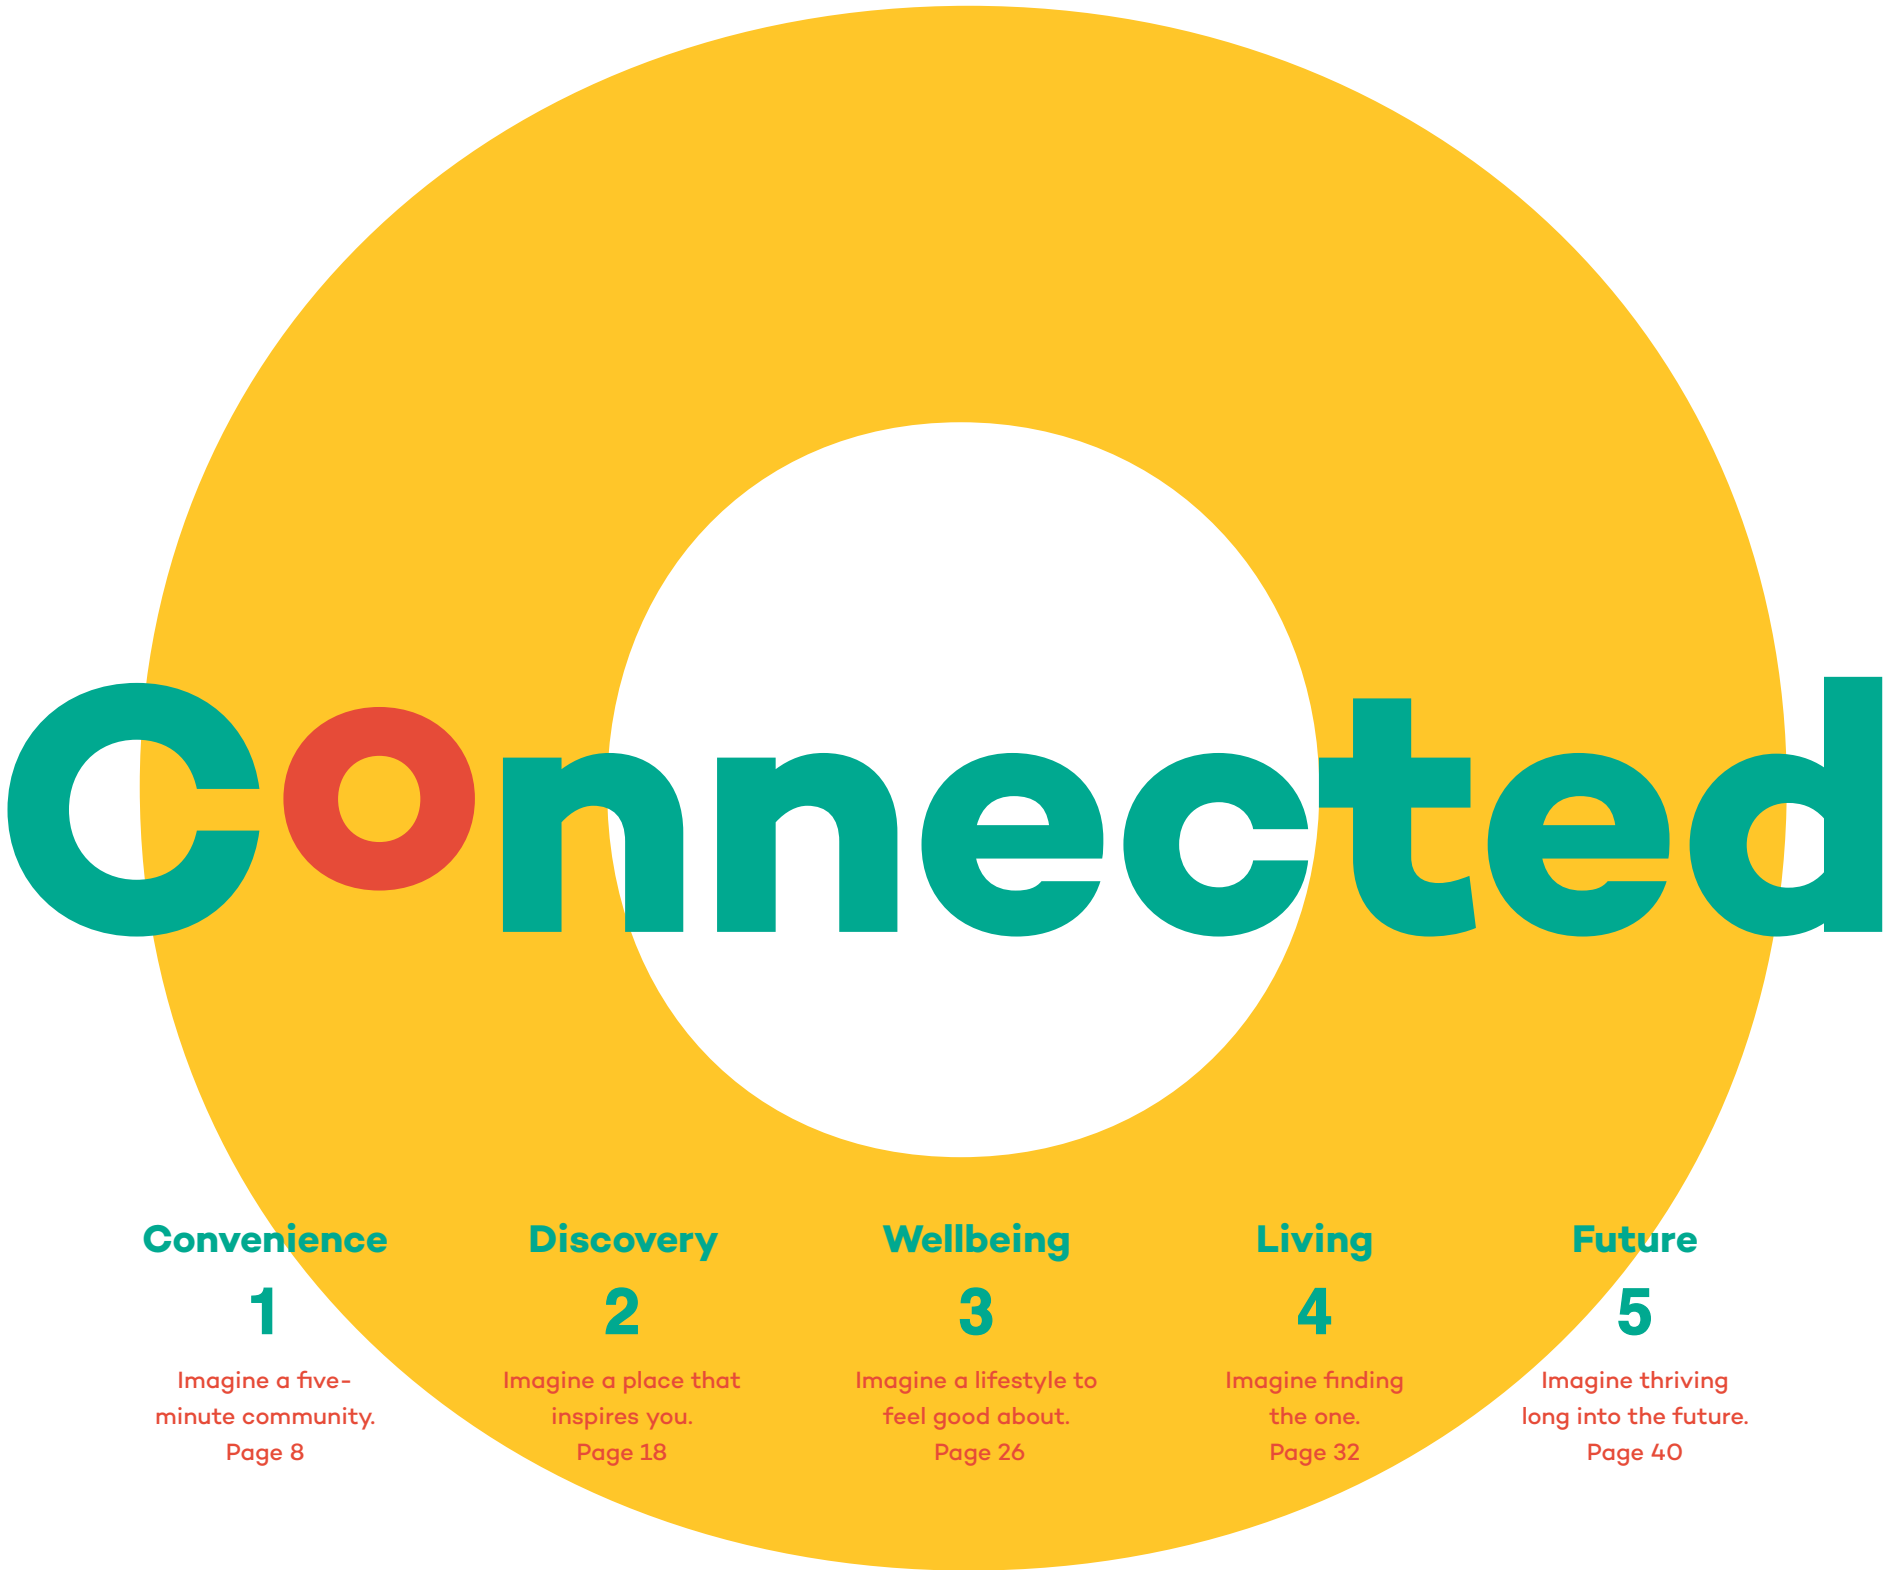 Connected
Convenience
1
Imagine a five-
minute community.
Page 8
Discovery
2
Imagine a place that
inspires you.
Page 18
Wellbeing
3
Imagine a lifestyle to
feel good about.
Page 26
Living
4
Imagine finding
the one.
Page 32
Future
5
Imagine thriving
long into the future.
Page 40